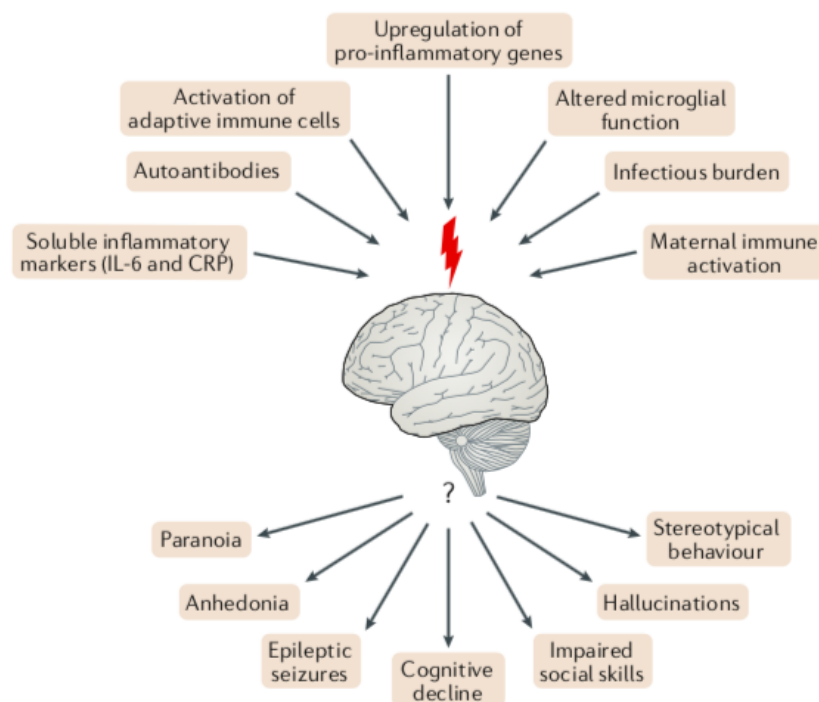 Upregulation of
pro-inflammatory genes
Activation of
adaptive immune cells
Altered microglial
function
Autoantibodies
Infectious burden
Soluble inflammatory
markers (IL-6 and CRP)
Maternal immune
activation
?
Paranoia
Stereotypical
behaviour
Anhedonia
Hallucinations
Epileptic
seizures
Cognitive
decline
Impaired
social skills